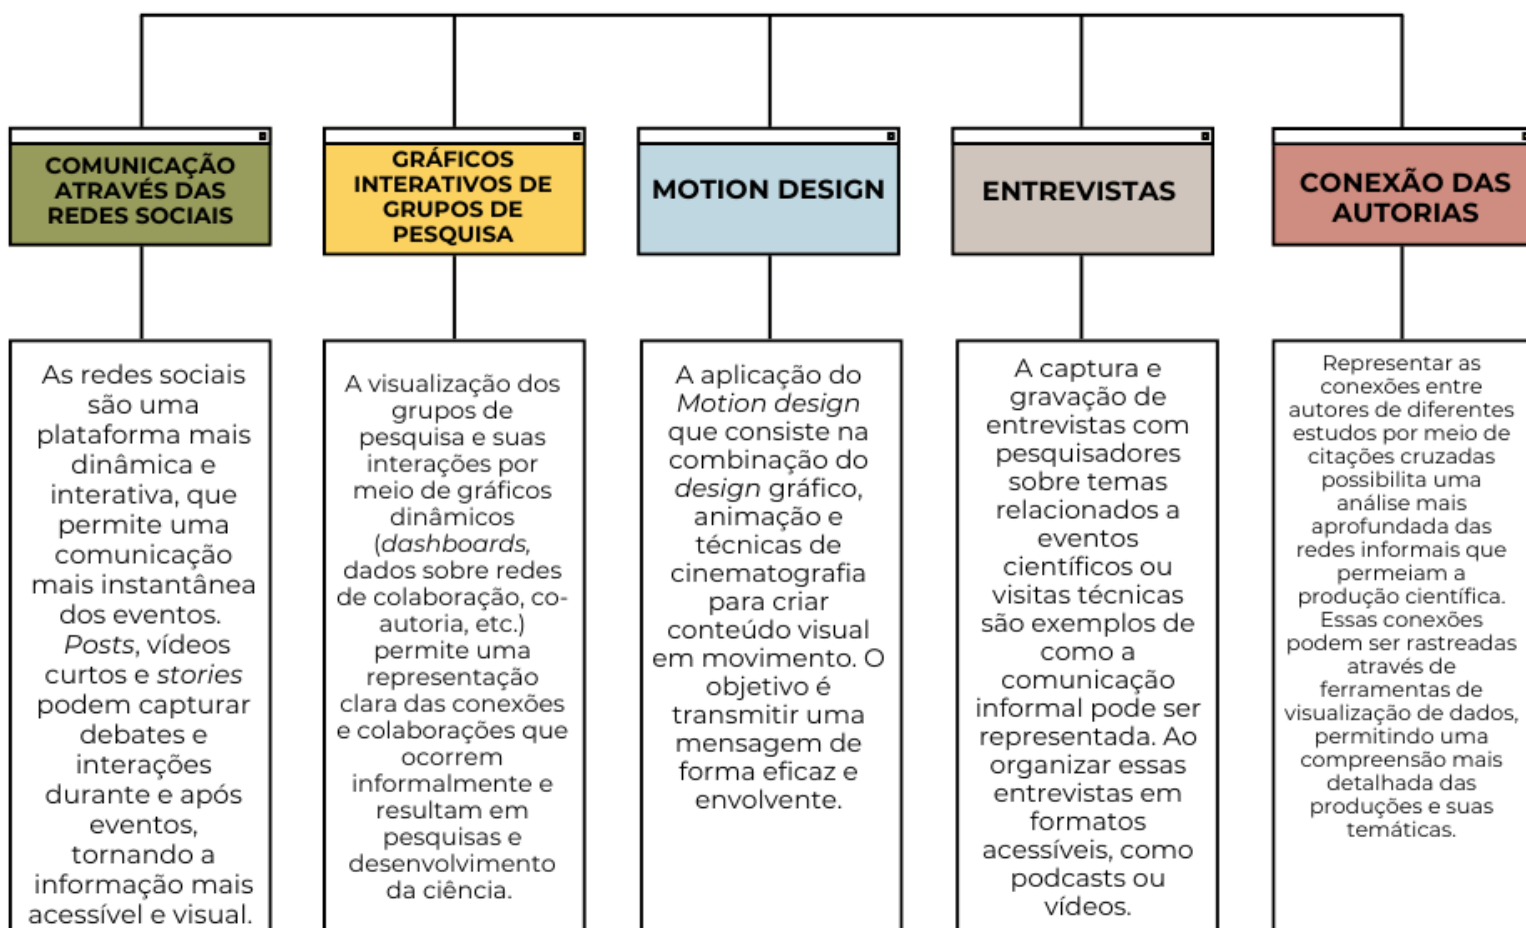 COMUNICAÇÃO
ATRAVÉS DAS
REDES SOCIAIS
As redes sociais
são uma
plataforma mais
dinâmica e
interativa, que
permite uma
comunicação
mais instantânea
dos eventos.
Posts, vídeos
curtos e stories
podem capturar
debates e
interações
durante e após
eventos,
tornando a
informação mais
acessível e visual.
GRÁFICOS
INTERATIVOS DE
GRUPOS DE
PESQUISA
A visualização dos
grupos de
pesquisa e suas
interações por
meio de gráficos
dinâmicos
(dashboards,
dados sobre redes
de colaboração, co-
autoria, etc.)
permite uma
representação
clara das conexões
e colaborações que
ocorrem
informalmente e
resultam em
pesquisas e
desenvolvimento
da ciência.
MOTION DESIGN
A aplicação do
Motion design
que consiste na
combinação do
design gráfico,
animação e
técnicas de
cinematografia
para criar
conteúdo visual
em movimento. O
objetivo é
transmitir uma
mensagem de
forma eficaz e
envolvente.
ENTREVISTAS
A captura e
gravação de
entrevistas com
pesquisadores
sobre temas
relacionados a
eventos
científicos ou
visitas técnicas
são exemplos de
como a
comunicação
informal pode ser
representada. Ao
organizar essas
entrevistas em
formatos
acessíveis, como
podcasts ou
vídeos.
CONEXÃO DAS
AUTORIAS
Representar as
conexões entre
autores de diferentes
estudos por meio de
citações cruzadas
possibilita uma
análise mais
aprofundada das
redes informais que
permeiam a
produção científica.
Essas conexões
podem ser rastreadas
através de
ferramentas de
visualização de dados,
permitindo uma
compreensão mais
detalhada das
produções e suas
temáticas.